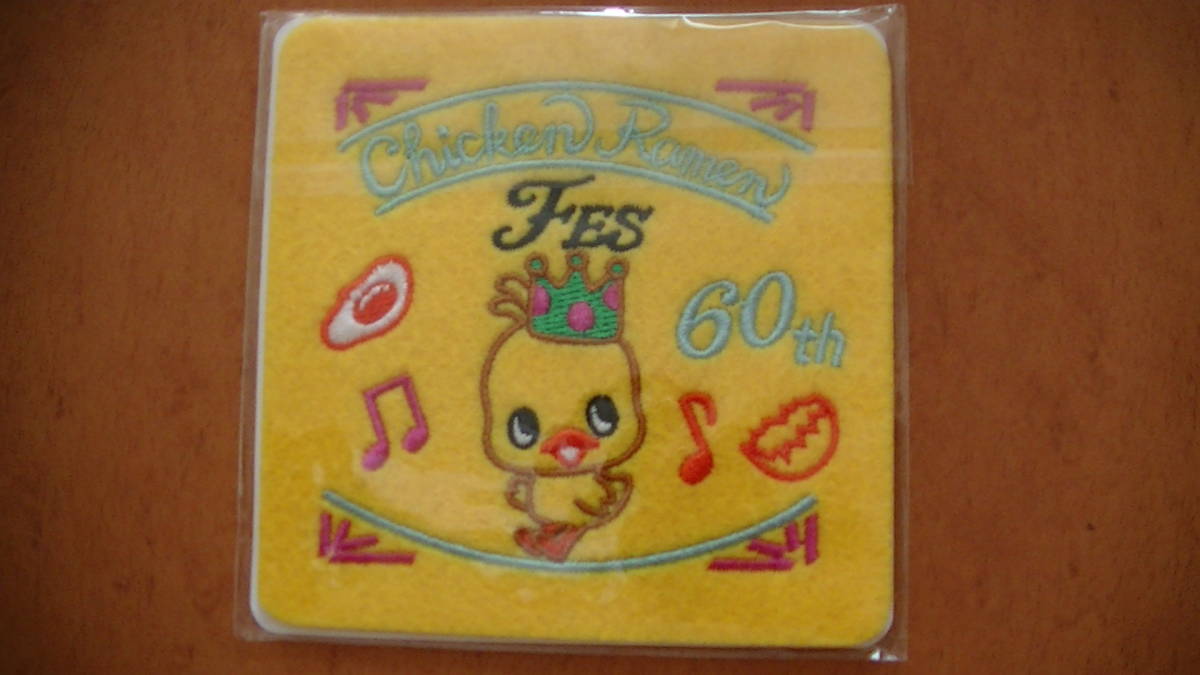 Chicken Ramen
FES
60th